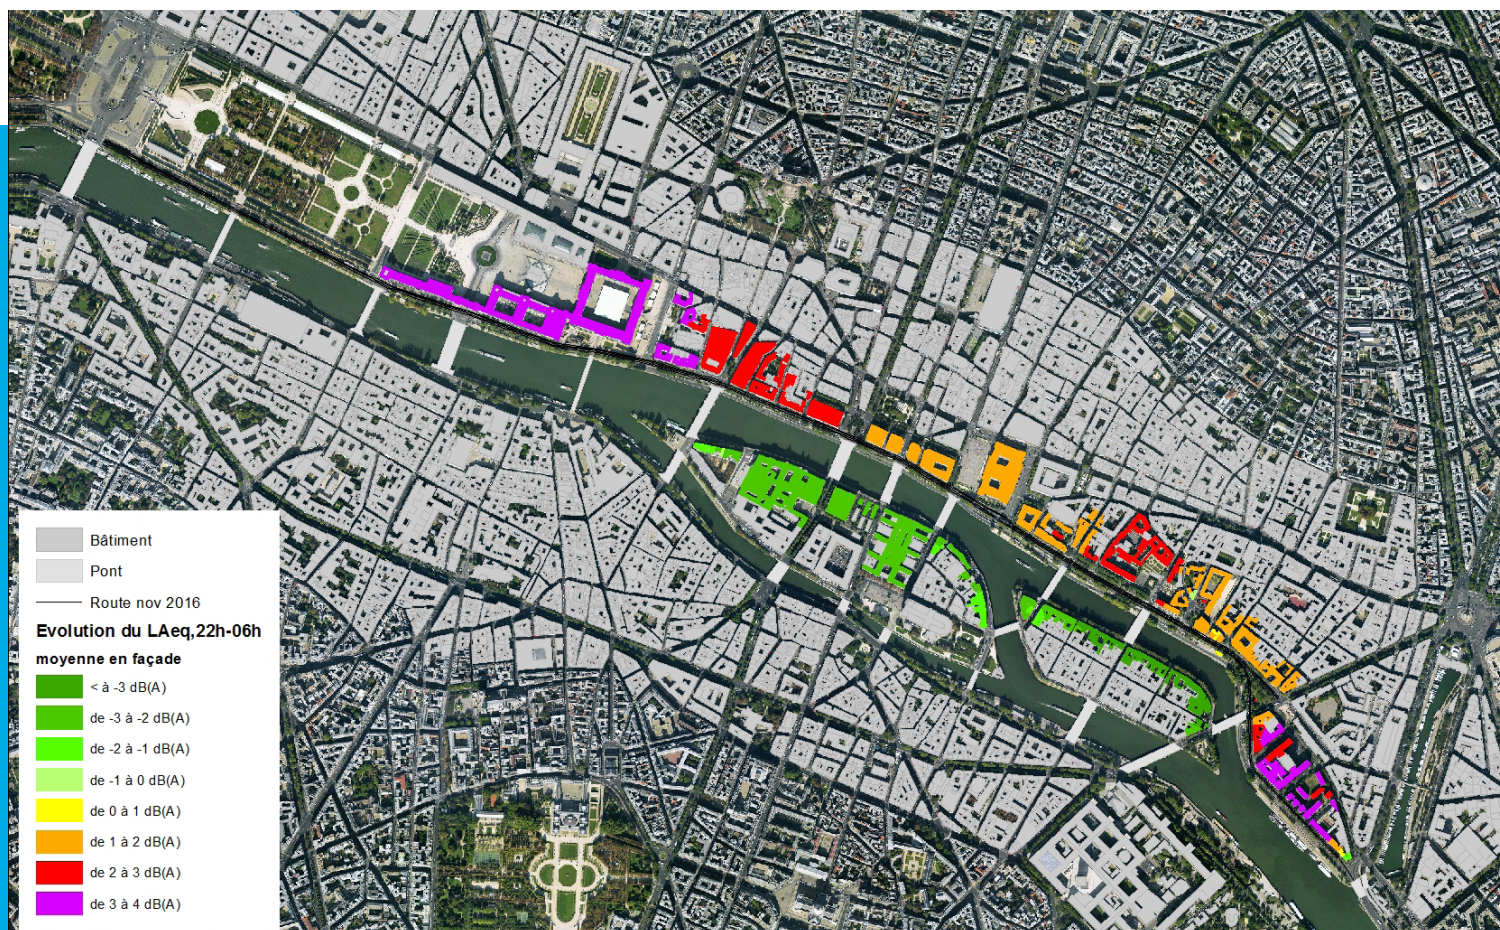 Bâtiment
Pont
Route nov 2016
Evolution du LAeq,22h-06h
moyenne en façade
< à -3 dB(A)
de -3 à -2 dB(A)
de -2 à -1 dB(A)
de -1 à 0 dB(A)
de 0 à 1 dB(A)
de 1 à 2 dB(A)
de 2 à 3 dB(A)
de 3 à 4 dB(A)